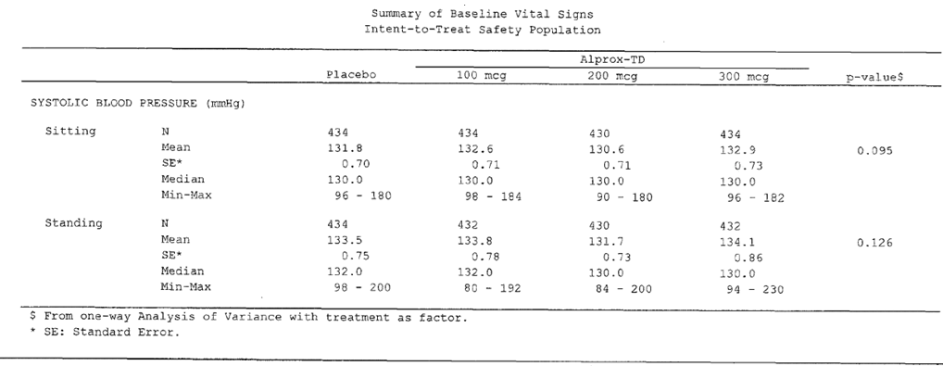 Summary of Baseline Vital Signs
Intent-to-Treat Safety Population
Alprox-TD
Placebo 100 mcg 200 mcg 300 mcg p-value$
SYSTOLIC BLOOD PRESSURE (mmHg)
Sitting N 434 434 430 434
Mean 131.8 132.6 130.6 132.9 0.095
SE* 0.70 0.71 0.71 0.73
Median 130.0 130.0 130.0 130.0
Min-Max 96 - 180 98 - 184 90 - 180 96 - 182
Standing N 434 432 430 432
Mean 133.5 133.8 131.7 134.1 0.126
SE* 0.75 0.78 0.73 0.86
Median 132.0 132.0 130.0 130.0
Min-Max 98 - 200 80 - 192 84 - 200 94 - 230
$ From one-way Analysis of Variance with treatment as factor.
* SE: Standard Error.